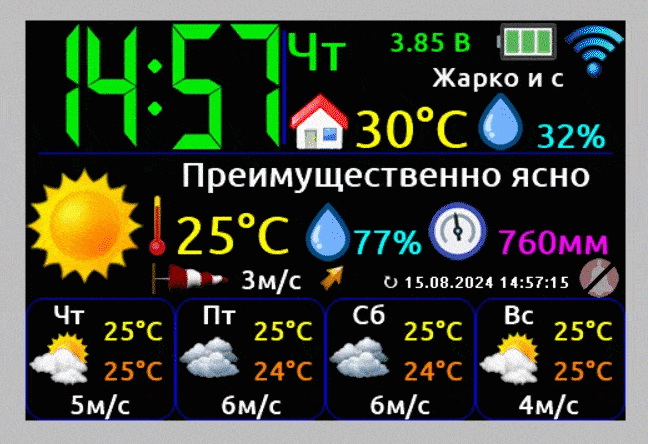 14:57 Чт 3.85 В
Жарко и с
30°C 32%
Преимущественно ясно
25°C 77% 760мм
3м/с ↻ 15.08.2024 14:57:15
Чт
25°C
25°C
5м/с
Пт
25°C
24°C
6м/с
Сб
25°C
24°C
6м/с
Вс
25°C
25°C
4м/с